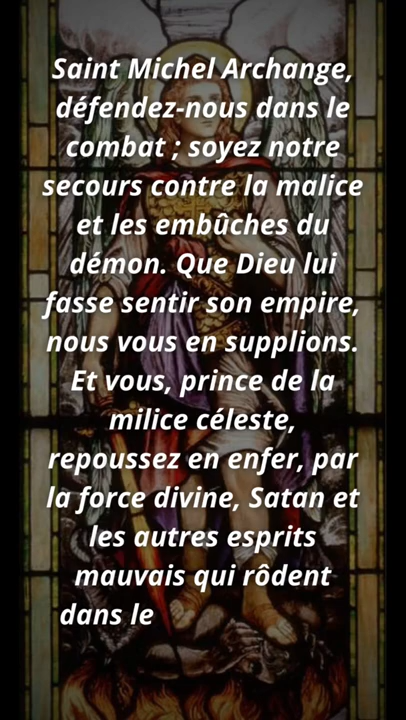 Saint Michel Archange,
défendez-nous dans le
combat ; soyez notre
secours contre la malice
et les embûches du
démon. Que Dieu lui
fasse sentir son empire,
nous vous en supplions.
Et vous, prince de la
milice céleste,
repoussez en enfer, par
la force divine, Satan et
les autres esprits
mauvais qui rôdent
dans le